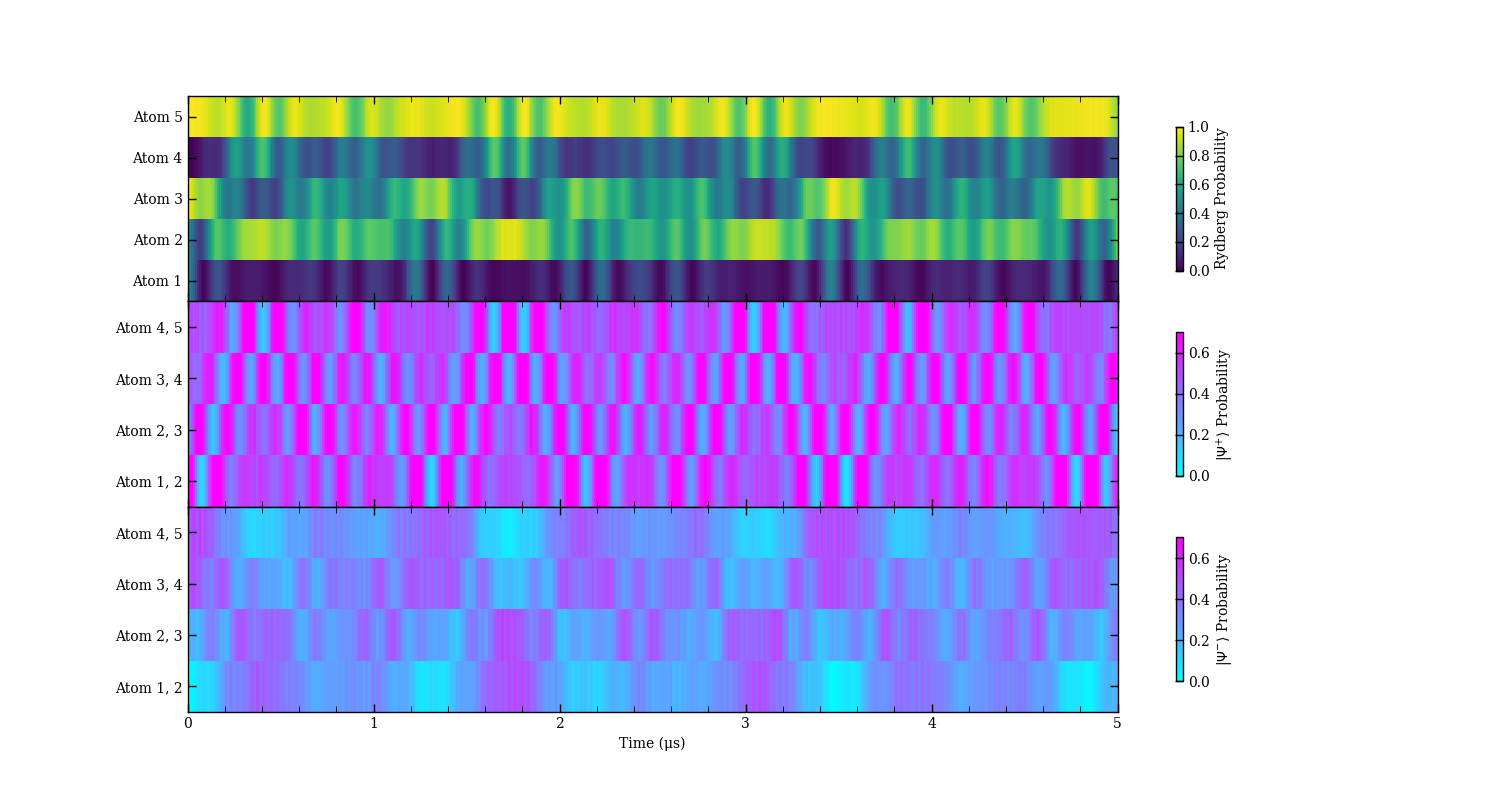 Atom 5
Atom 4
Atom 3
Atom 2
Atom 1
Atom 4, 5
Atom 3, 4
Atom 2, 3
Atom 1, 2
Atom 4, 5
Atom 3, 4
Atom 2, 3
Atom 1, 2
0 1 2 3 4 5
Time (μs)
1.0
0.8
0.6
0.4
0.2
0.0
Rydberg Probability
0.6
0.4
0.2
0.0
|Ψ⁺⟩ Probability
0.6
0.4
0.2
0.0
|Ψ⁻⟩ Probability